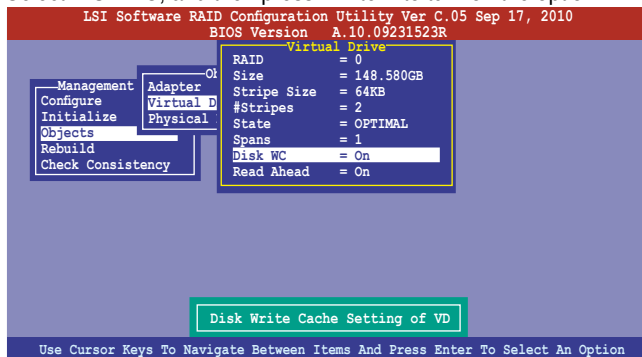 LSI Software RAID Configuration Utility Ver C.05 Sep 17, 2010
BIOS Version A.10.09231523R
Management
Configure
Initialize
Objects
Rebuild
Check Consistency
Adapter
Virtual D
Physical
Virtual Drive
RAID = 0
Size = 148.580GB
Stripe Size = 64KB
#Stripes = 2
State = OPTIMAL
Spans = 1
Disk WC = On
Read Ahead = On
Disk Write Cache Setting of VD
Use Cursor Keys To Navigate Between Items And Press Enter To Select An Option